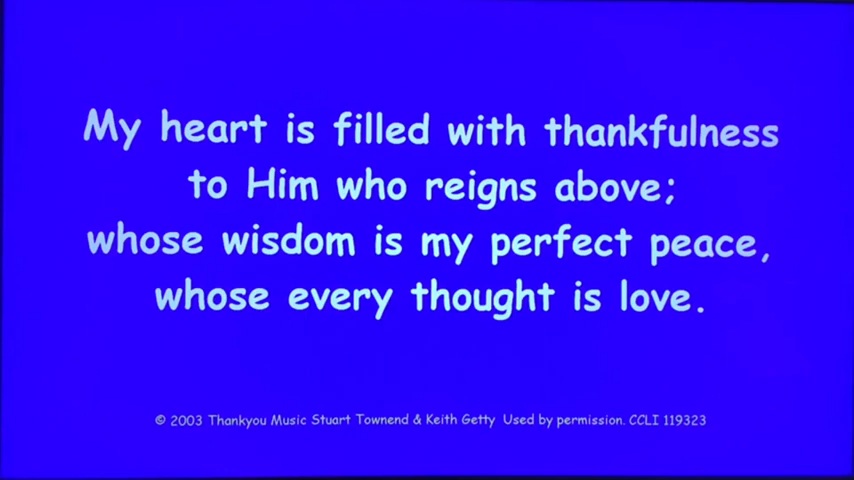 My heart is filled with thankfulness
to Him who reigns above;
whose wisdom is my perfect peace,
whose every thought is love.
© 2003 Thankyou Music Stuart Townend & Keith Getty Used by permission. CCLI 119323